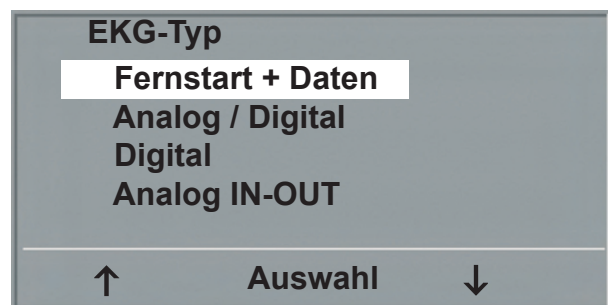 EKG-Typ
Fernstart + Daten
Analog / Digital
Digital
Analog IN-OUT
↑ Auswahl ↓